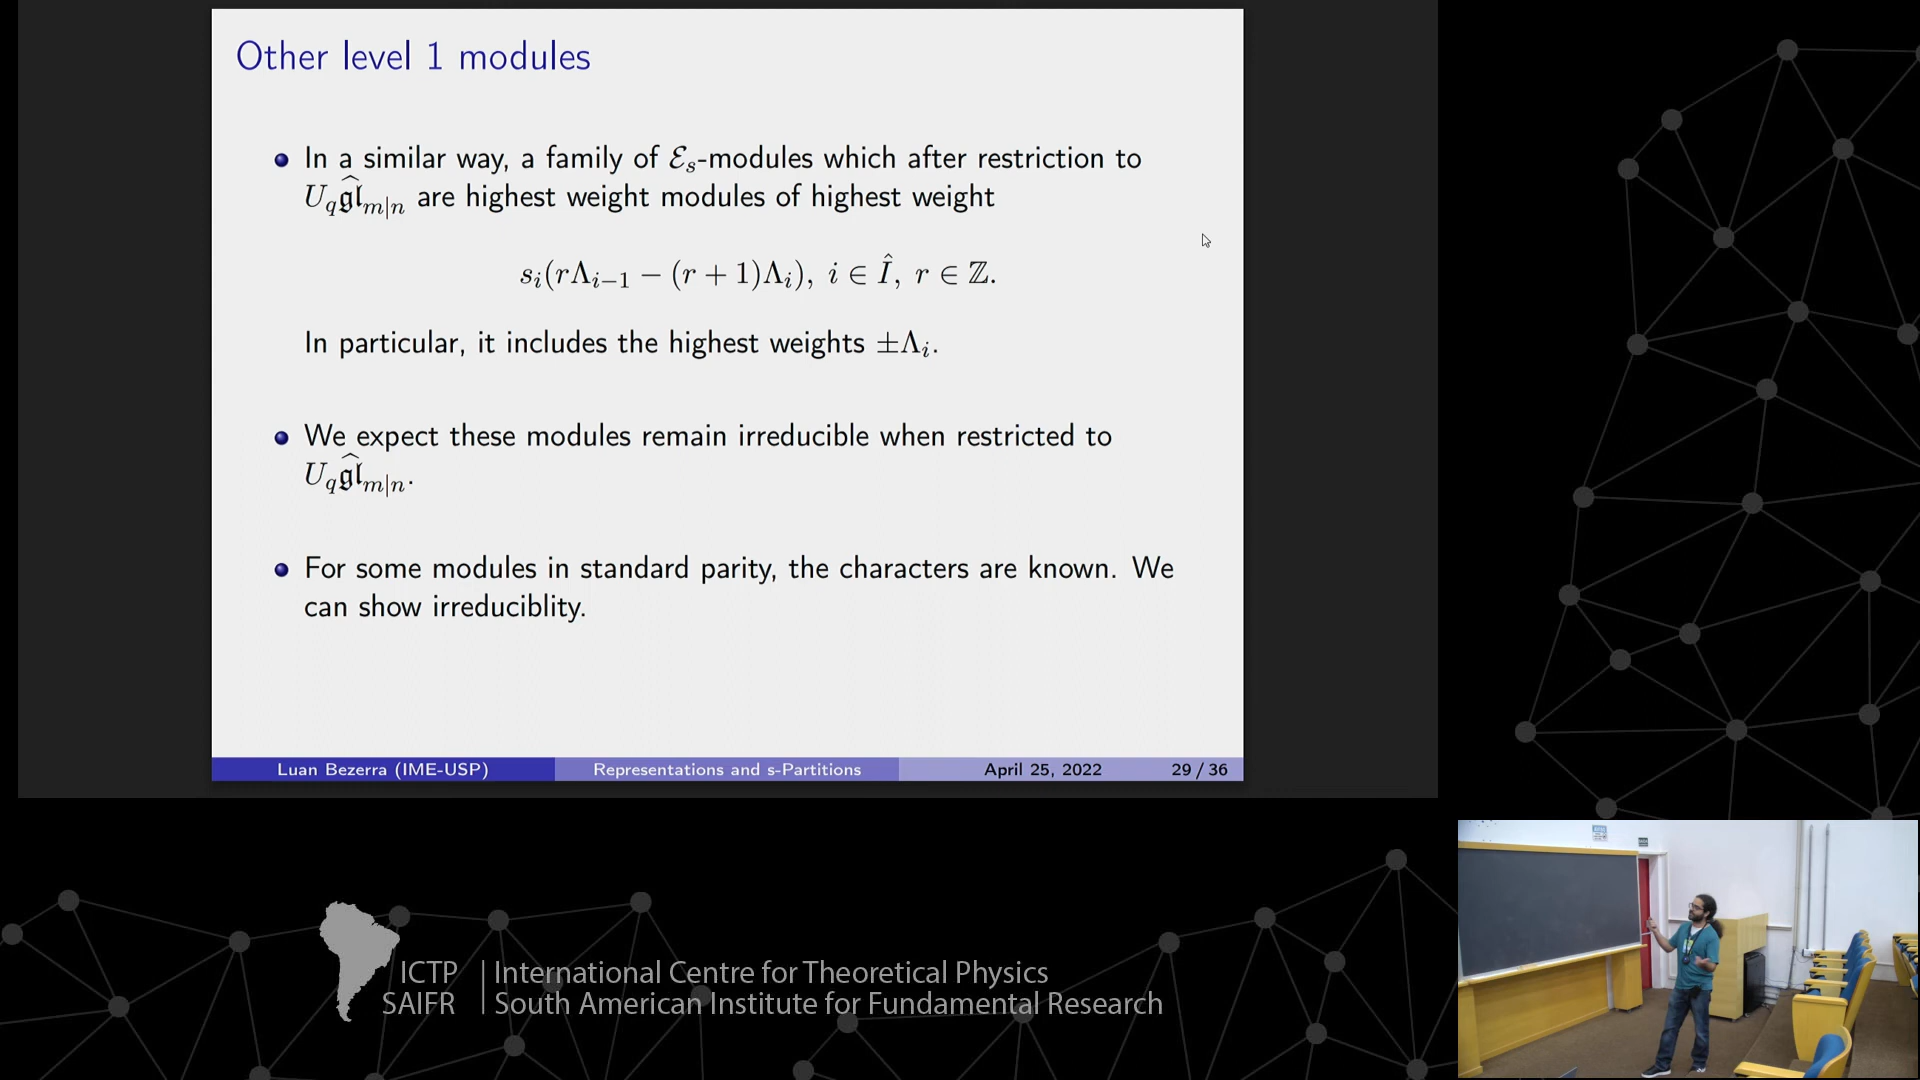 Other level 1 modules
In a similar way, a family of ℰₛ-modules which after restriction to
U_q\widehat{𝔤𝔩}_{m|n} are highest weight modules of highest weight
s_i(rΛ_{i−1} − (r + 1)Λ_i), i ∈ Î, r ∈ ℤ.
In particular, it includes the highest weights ±Λ_i.
We expect these modules remain irreducible when restricted to
U_q\widehat{𝔤𝔩}_{m|n}.
For some modules in standard parity, the characters are known. We
can show irreduciblity.
Luan Bezerra (IME-USP) Representations and s-Partitions April 25, 2022 29 / 36
ICTP | International Centre for Theoretical Physics
SAIFR | South American Institute for Fundamental Research